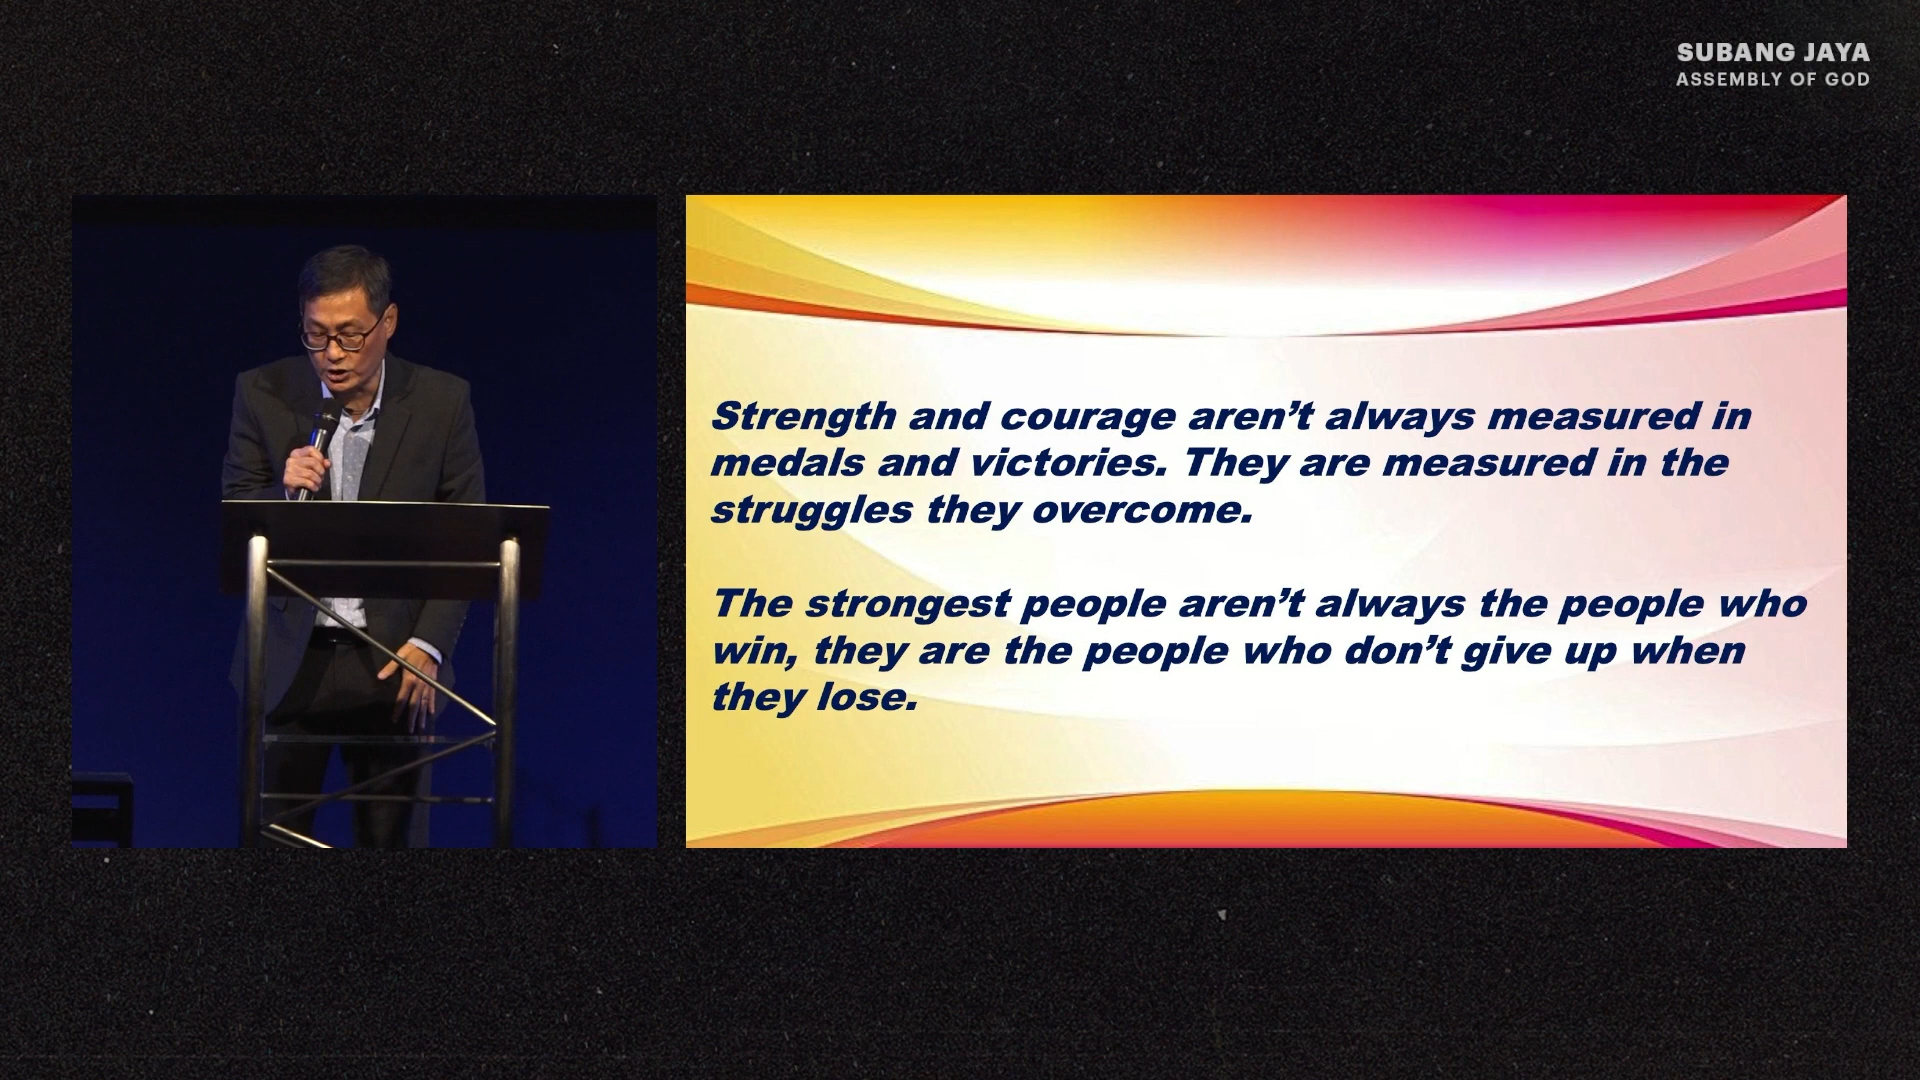 SUBANG JAYA
ASSEMBLY OF GOD
Strength and courage aren’t always measured in
medals and victories. They are measured in the
struggles they overcome.
The strongest people aren’t always the people who
win, they are the people who don’t give up when
they lose.